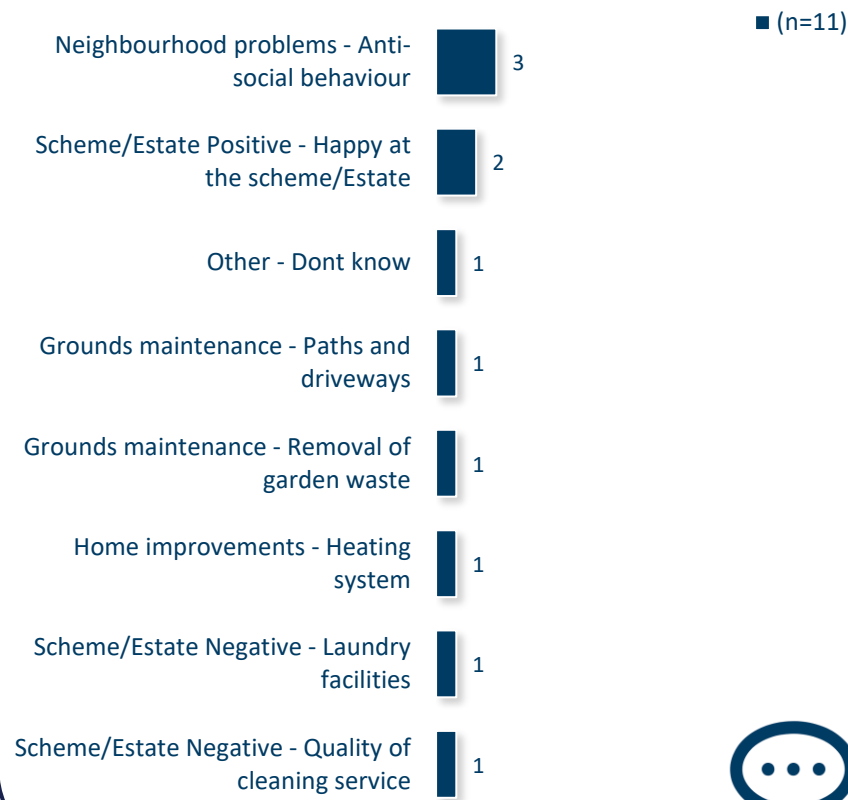 (n=11)
Neighbourhood problems - Anti-
social behaviour
3
Scheme/Estate Positive - Happy at
the scheme/Estate
2
Other - Dont know
1
Grounds maintenance - Paths and
driveways
1
Grounds maintenance - Removal of
garden waste
1
Home improvements - Heating
system
1
Scheme/Estate Negative - Laundry
facilities
1
Scheme/Estate Negative - Quality of
cleaning service
1